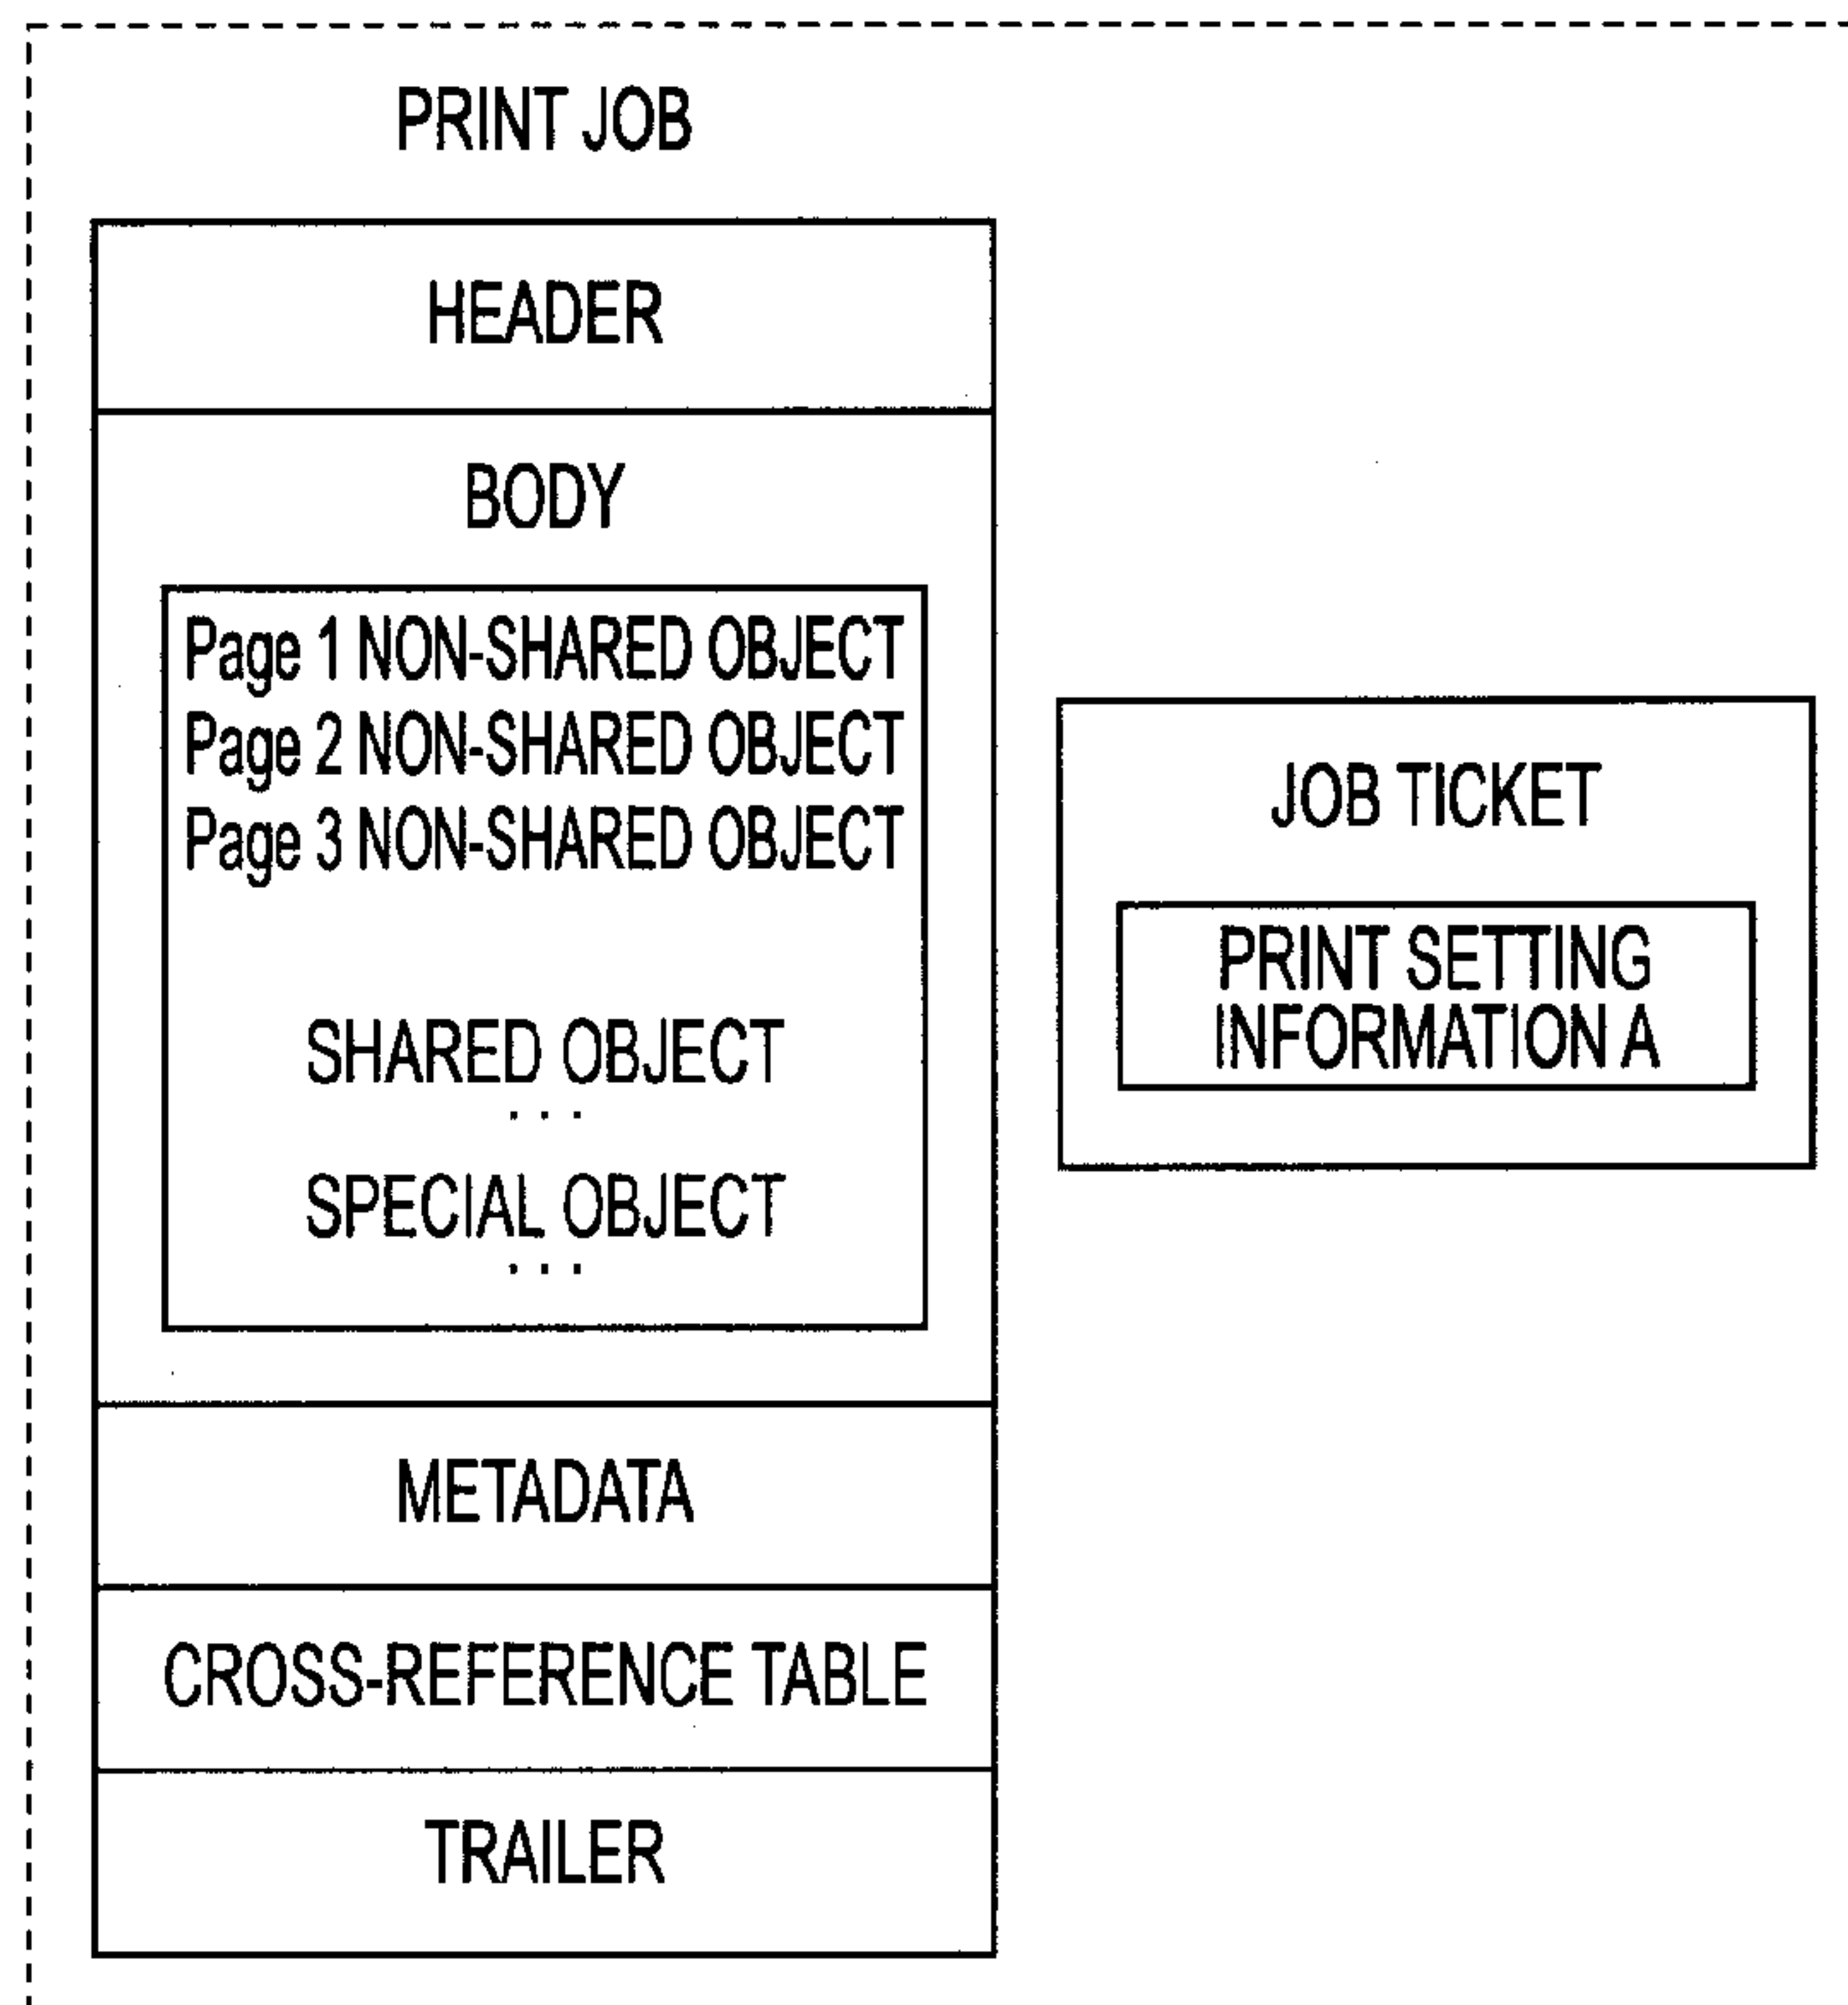 PRINT JOB
HEADER
BODY
Page 1 NON-SHARED OBJECT
Page 2 NON-SHARED OBJECT
Page 3 NON-SHARED OBJECT
SHARED OBJECT
...
SPECIAL OBJECT
...
METADATA
CROSS-REFERENCE TABLE
TRAILER
JOB TICKET
PRINT SETTING
INFORMATION A